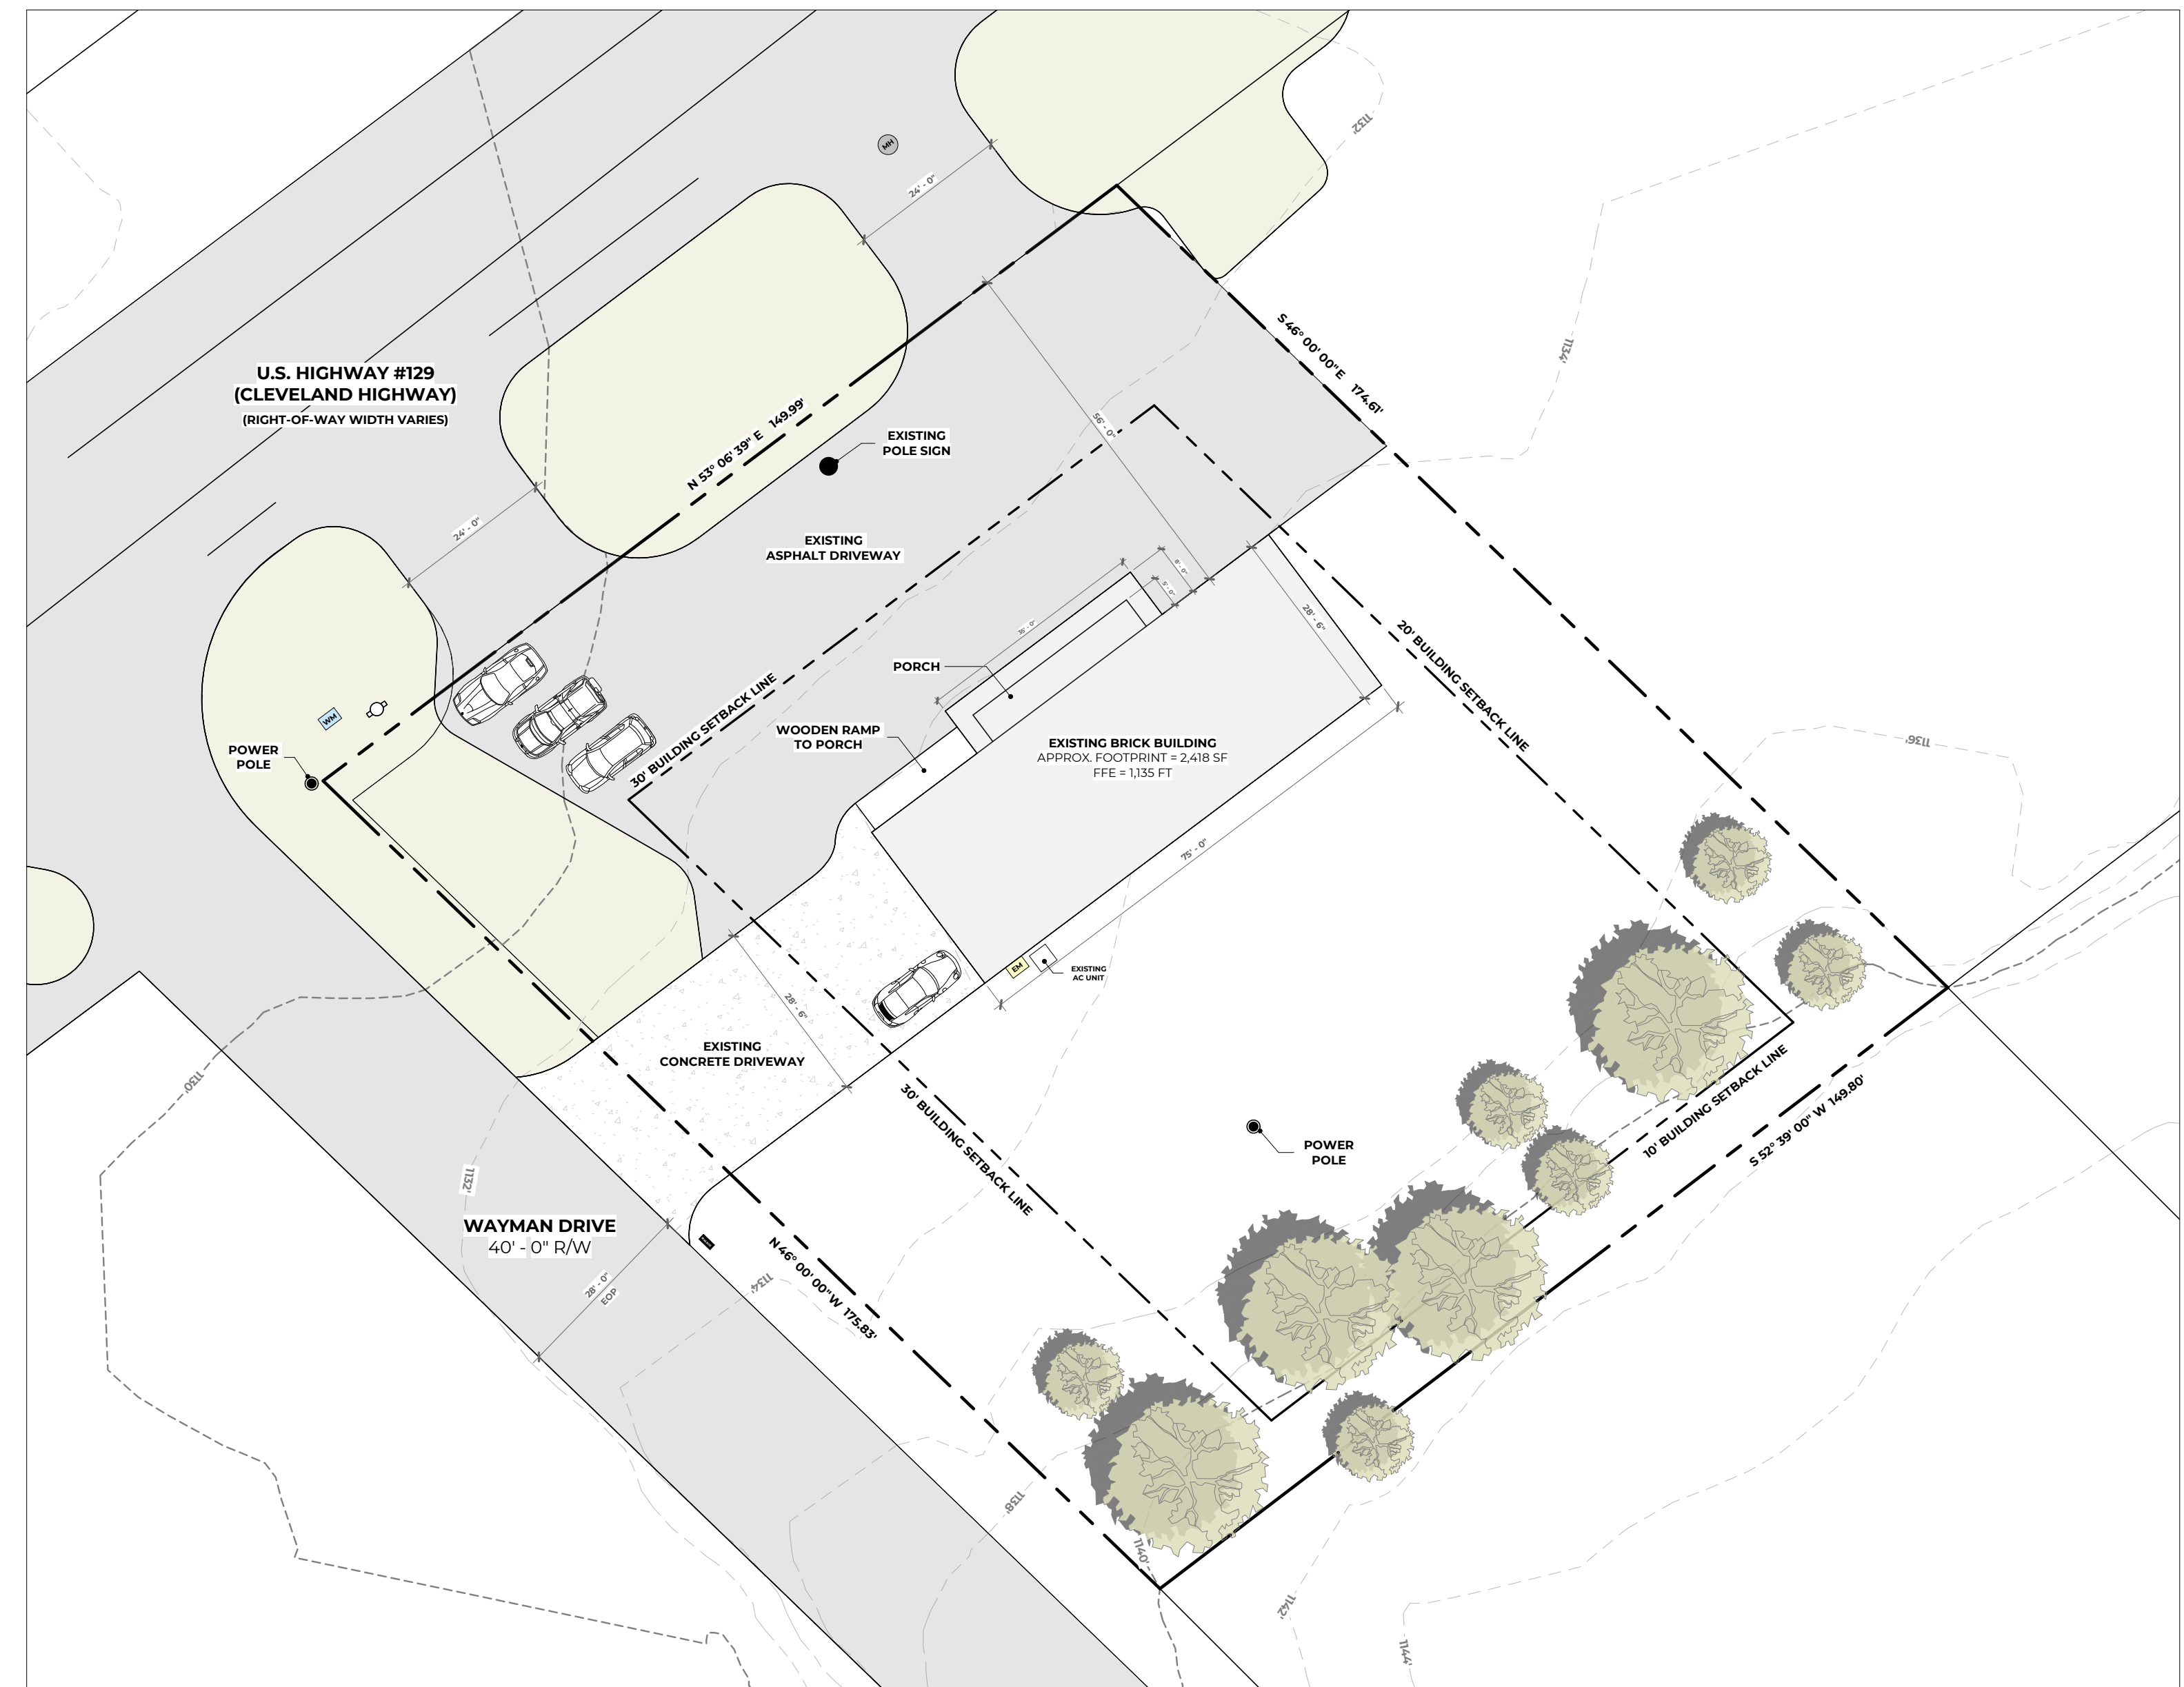 1132'
MH
24' - 0"
S 46° 00' 00" E 174.61'
1134'
U.S. HIGHWAY #129
(CLEVELAND HIGHWAY)
(RIGHT-OF-WAY WIDTH VARIES)
N 53° 06' 39" E 149.99'
56' - 0"
EXISTING
POLE SIGN
24' - 0"
EXISTING
ASPHALT DRIVEWAY
5' - 0"
28' - 6"
20' BUILDING SETBACK LINE
PORCH
30' BUILDING SETBACK LINE
WM
POWER
POLE
WOODEN RAMP
TO PORCH
EXISTING BRICK BUILDING
APPROX. FOOTPRINT = 2,418 SF
FFE = 1,135 FT
1136'
75' - 0"
EM
EXISTING
AC UNIT
28' - 6"
EXISTING
CONCRETE DRIVEWAY
1130'
30' BUILDING SETBACK LINE
10' BUILDING SETBACK LINE
S 52° 39' 00" W 149.80'
POWER
POLE
1132'
WAYMAN DRIVE
40' - 0" R/W
28' - 0"
EOP
1134'
N 46° 00' 00" W 175.83'
1138'
1140'
1142'
1144'